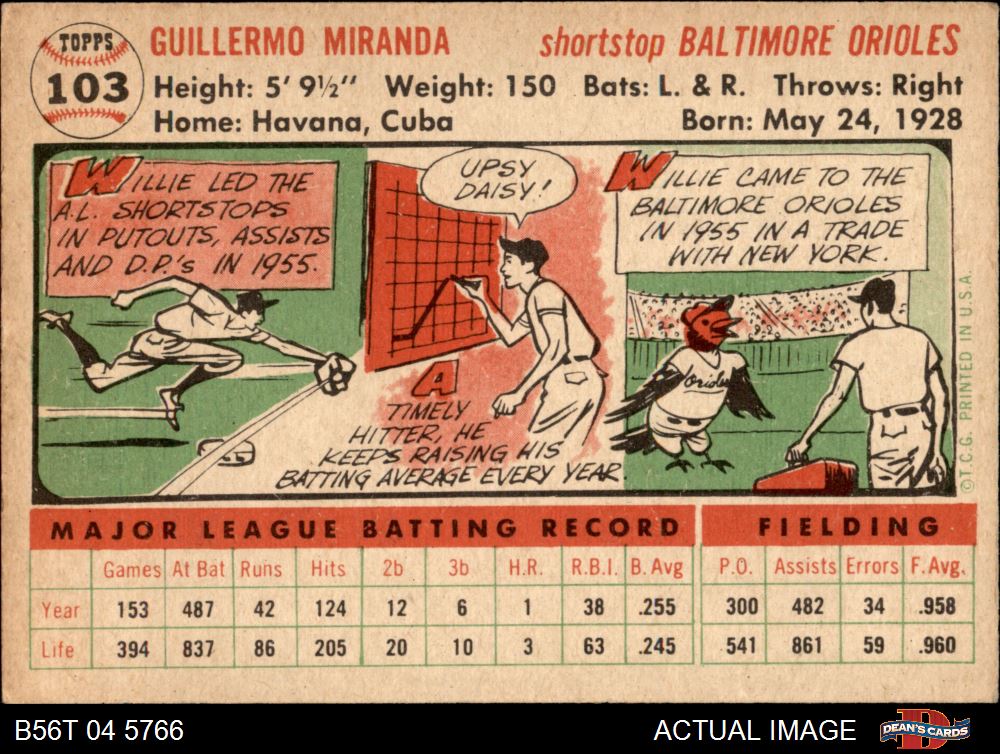 TOPPS
103
GUILLERMO MIRANDA shortstop BALTIMORE ORIOLES
Height: 5' 9½" Weight: 150 Bats: L. & R. Throws: Right
Home: Havana, Cuba Born: May 24, 1928
WILLIE LED THE
A.L. SHORTSTOPS
IN PUTOUTS, ASSISTS
AND D.P.'s IN 1955.
UPSY
DAISY!
A
TIMELY
HITTER, HE
KEEPS RAISING HIS
BATTING AVERAGE EVERY YEAR.
WILLIE CAME TO THE
BALTIMORE ORIOLES
IN 1955 IN A TRADE
WITH NEW YORK.
Orioles
©T.C.G. PRINTED IN U.S.A.
MAJOR LEAGUE BATTING RECORD FIELDING
Games At Bat Runs Hits 2b 3b H.R. R.B.I. B. Avg P.O. Assists Errors F. Avg.
Year 153 487 42 124 12 6 1 38 .255 300 482 34 .958
Life 394 837 86 205 20 10 3 63 .245 541 861 59 .960
B56T 04 5766 ACTUAL IMAGE DEAN'S CARDS